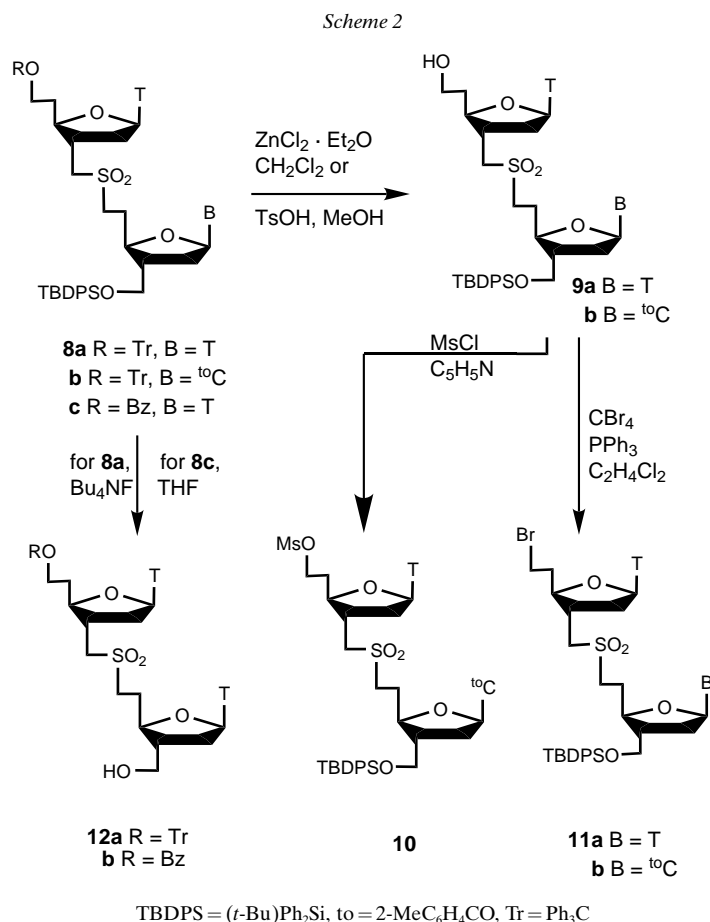 Scheme 2
RO
O
T
SO2
B
O
TBDPSO
8a R = Tr, B = T
b R = Tr, B = toC
c R = Bz, B = T
ZnCl2 · Et2O
CH2Cl2 or
TsOH, MeOH
HO
T
O
SO2
B
O
TBDPSO
9a B = T
b B = toC
for 8a,
Bu4NF
for 8c,
THF
MsCl
C5H5N
CBr4
PPh3
C2H4Cl2
RO
T
O
SO2
T
O
HO
12a R = Tr
b R = Bz
MsO
T
O
SO2
toC
O
TBDPSO
10
Br
T
O
SO2
B
O
TBDPSO
11a B = T
b B = toC
TBDPS = (t-Bu)Ph2Si, to = 2-MeC6H4CO, Tr = Ph3C